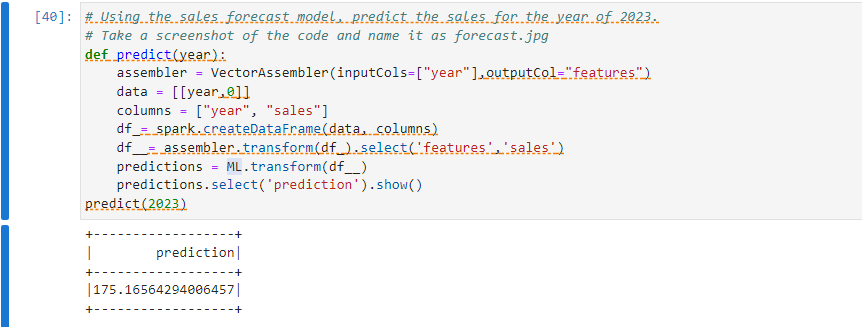 [40]: # Using the sales forecast model, predict the sales for the year of 2023.
# Take a screenshot of the code and name it as forecast.jpg
def predict(year):
    assembler = VectorAssembler(inputCols=["year"],outputCol="features")
    data = [[year,0]]
    columns = ["year", "sales"]
    df_= spark.createDataFrame(data, columns)
    df__= assembler.transform(df_).select('features','sales')
    predictions = ML.transform(df__)
    predictions.select('prediction').show()
predict(2023)
+------------------+
|        prediction|
+------------------+
|175.16564294006457|
+------------------+